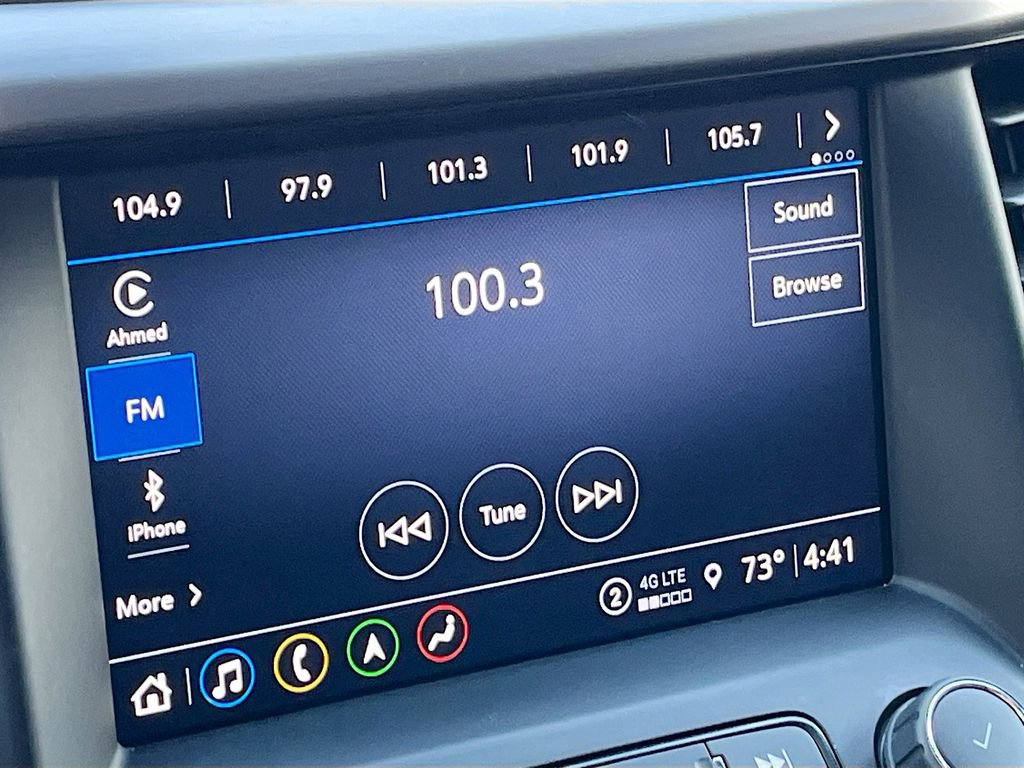 104.9 97.9 101.3 101.9 105.7
Sound
Browse
100.3
Ahmed
FM
iPhone
More
Tune
2 4G LTE 73° 4:41